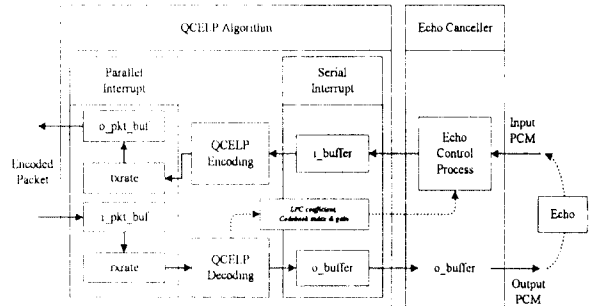 QCELP Algorithm
Echo Canceller
Parallel
Interrupt
Serial
Interrupt
o_pkt_buf
QCELP
Encoding
i_buffer
Echo
Control
Process
Input
PCM
Encoded
Packet
txrate
i_pkt_buf
LPC coefficient,
Codebook index & gain
Echo
rxrate
QCELP
Decoding
o_buffer
o_buffer
Output
PCM